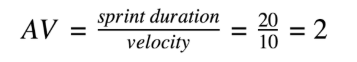 AV = sprint duration / velocity = 20 / 10 = 2